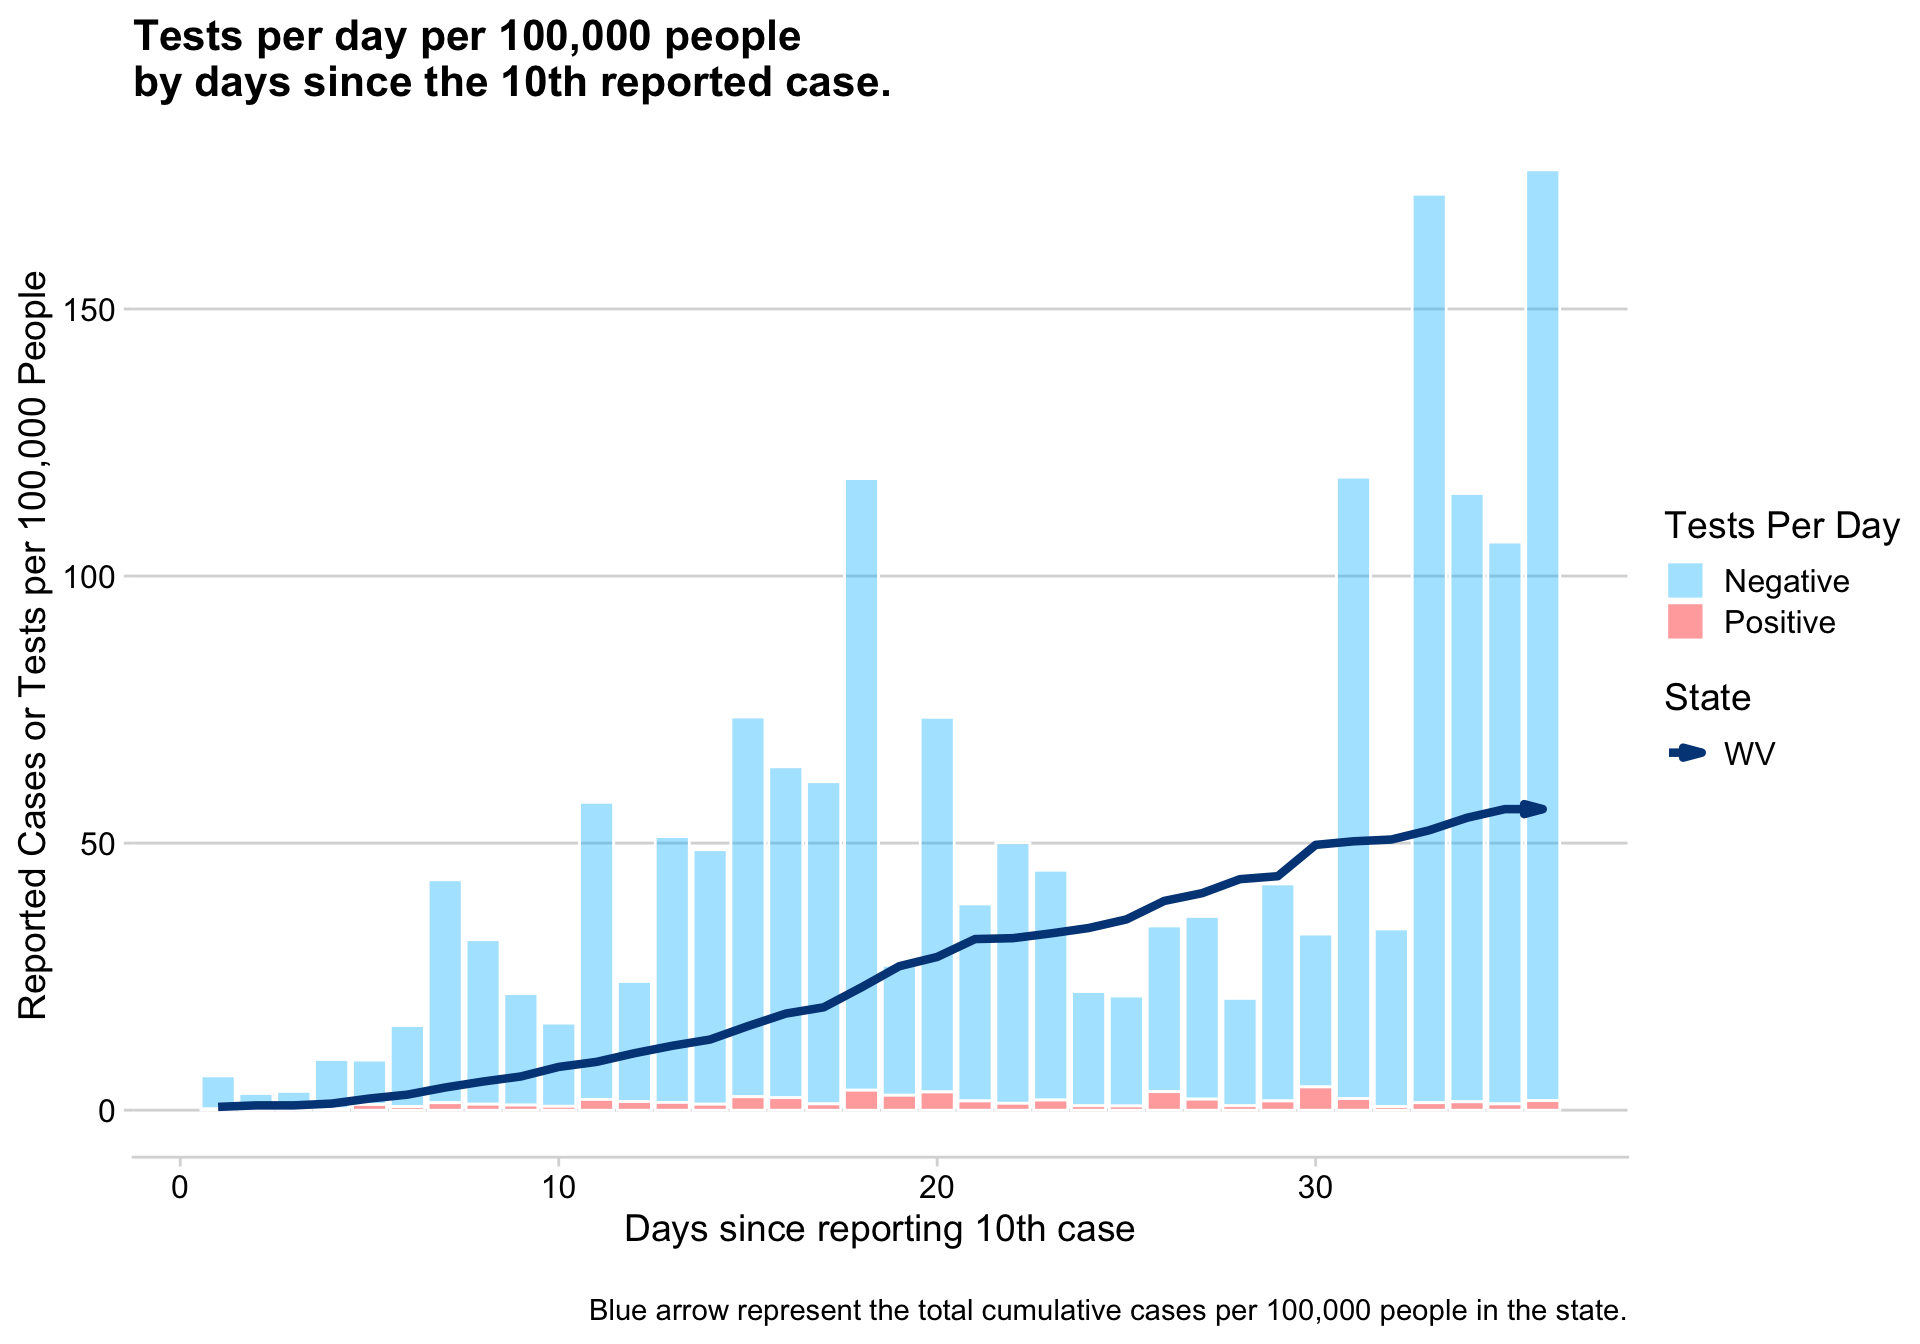 Tests per day per 100,000 people
by days since the 10th reported case.
Reported Cases or Tests per 100,000 People
150
100
50
0
0
10
20
30
Days since reporting 10th case
Tests Per Day
Negative
Positive
State
WV
Blue arrow represent the total cumulative cases per 100,000 people in the state.